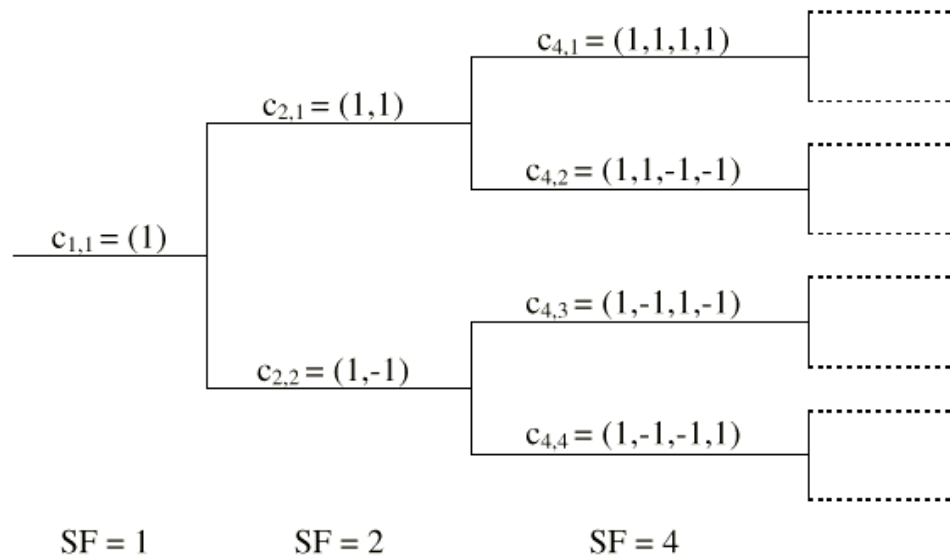 c4,1 = (1,1,1,1)
c2,1 = (1,1)
c4,2 = (1,1,-1,-1)
c1,1 = (1)
c4,3 = (1,-1,1,-1)
c2,2 = (1,-1)
c4,4 = (1,-1,-1,1)
SF = 1 SF = 2 SF = 4